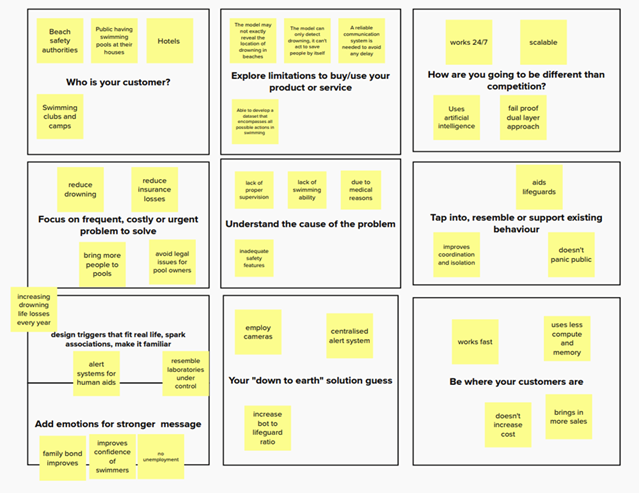 Beach
safety
authorities
Public having
swimming
pools at their
houses
Hotels
Who is your customer?
Swimming
clubs and
camps
The model may
not exactly
reveal the
location of
drowning in
beaches
The model can
only detect
drowning, it can't
act to save
people by itself
A reliable
communication
system is
needed to avoid
any delay
Explore limitations to buy/use your
product or service
Able to develop a
dataset that
encompasses all
possible actions in
swimming
works 24/7
scalable
How are you going to be different than
competition?
Uses
artificial
intelligence
fail proof
dual layer
approach
reduce
drowning
reduce
insurance
losses
Focus on frequent, costly or urgent
problem to solve
bring more
people to
pools
avoid legal
issues for
pool owners
lack of
proper
supervision
lack of
swimming
ability
due to
medical
reasons
Understand the cause of the problem
inadequate
safety
features
aids
lifeguards
Tap into, resemble or support existing
behaviour
improves
coordination
and isolation
doesn't
panic public
increasing
drowning
life losses
every year
design triggers that fit real life, spark
associations, make it familiar
alert
systems for
human aids
resemble
laboratories
under
control
Add emotions for stronger message
family bond
improves
improves
confidence
of
swimmers
no
unemployment
employ
cameras
centralised
alert system
Your "down to earth" solution guess
increase
bot to
lifeguard
ratio
works fast
uses less
compute
and
memory
Be where your customers are
doesn't
increase
cost
brings in
more sales